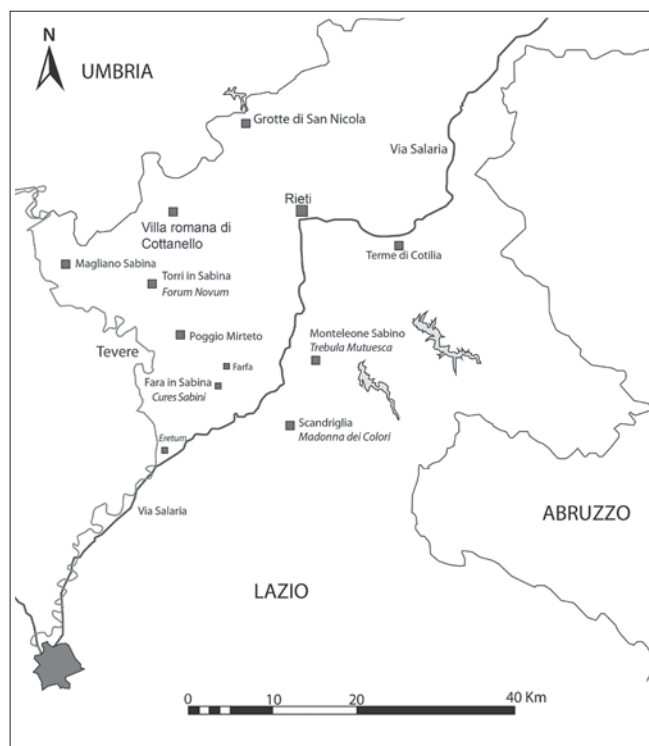 N
UMBRIA
Grotte di San Nicola
Via Salaria
Rieti
Villa romana di
Cottanello
Terme di Cotilia
Magliano Sabina
Torri in Sabina
Forum Novum
Tevere
Poggio Mirteto
Monteleone Sabino
Trebula Mutuesca
Farfa
Fara in Sabina
Cures Sabini
Scandriglia
Madonna dei Colori
Eretum
Via Salaria
ABRUZZO
LAZIO
0 10 20 40 Km